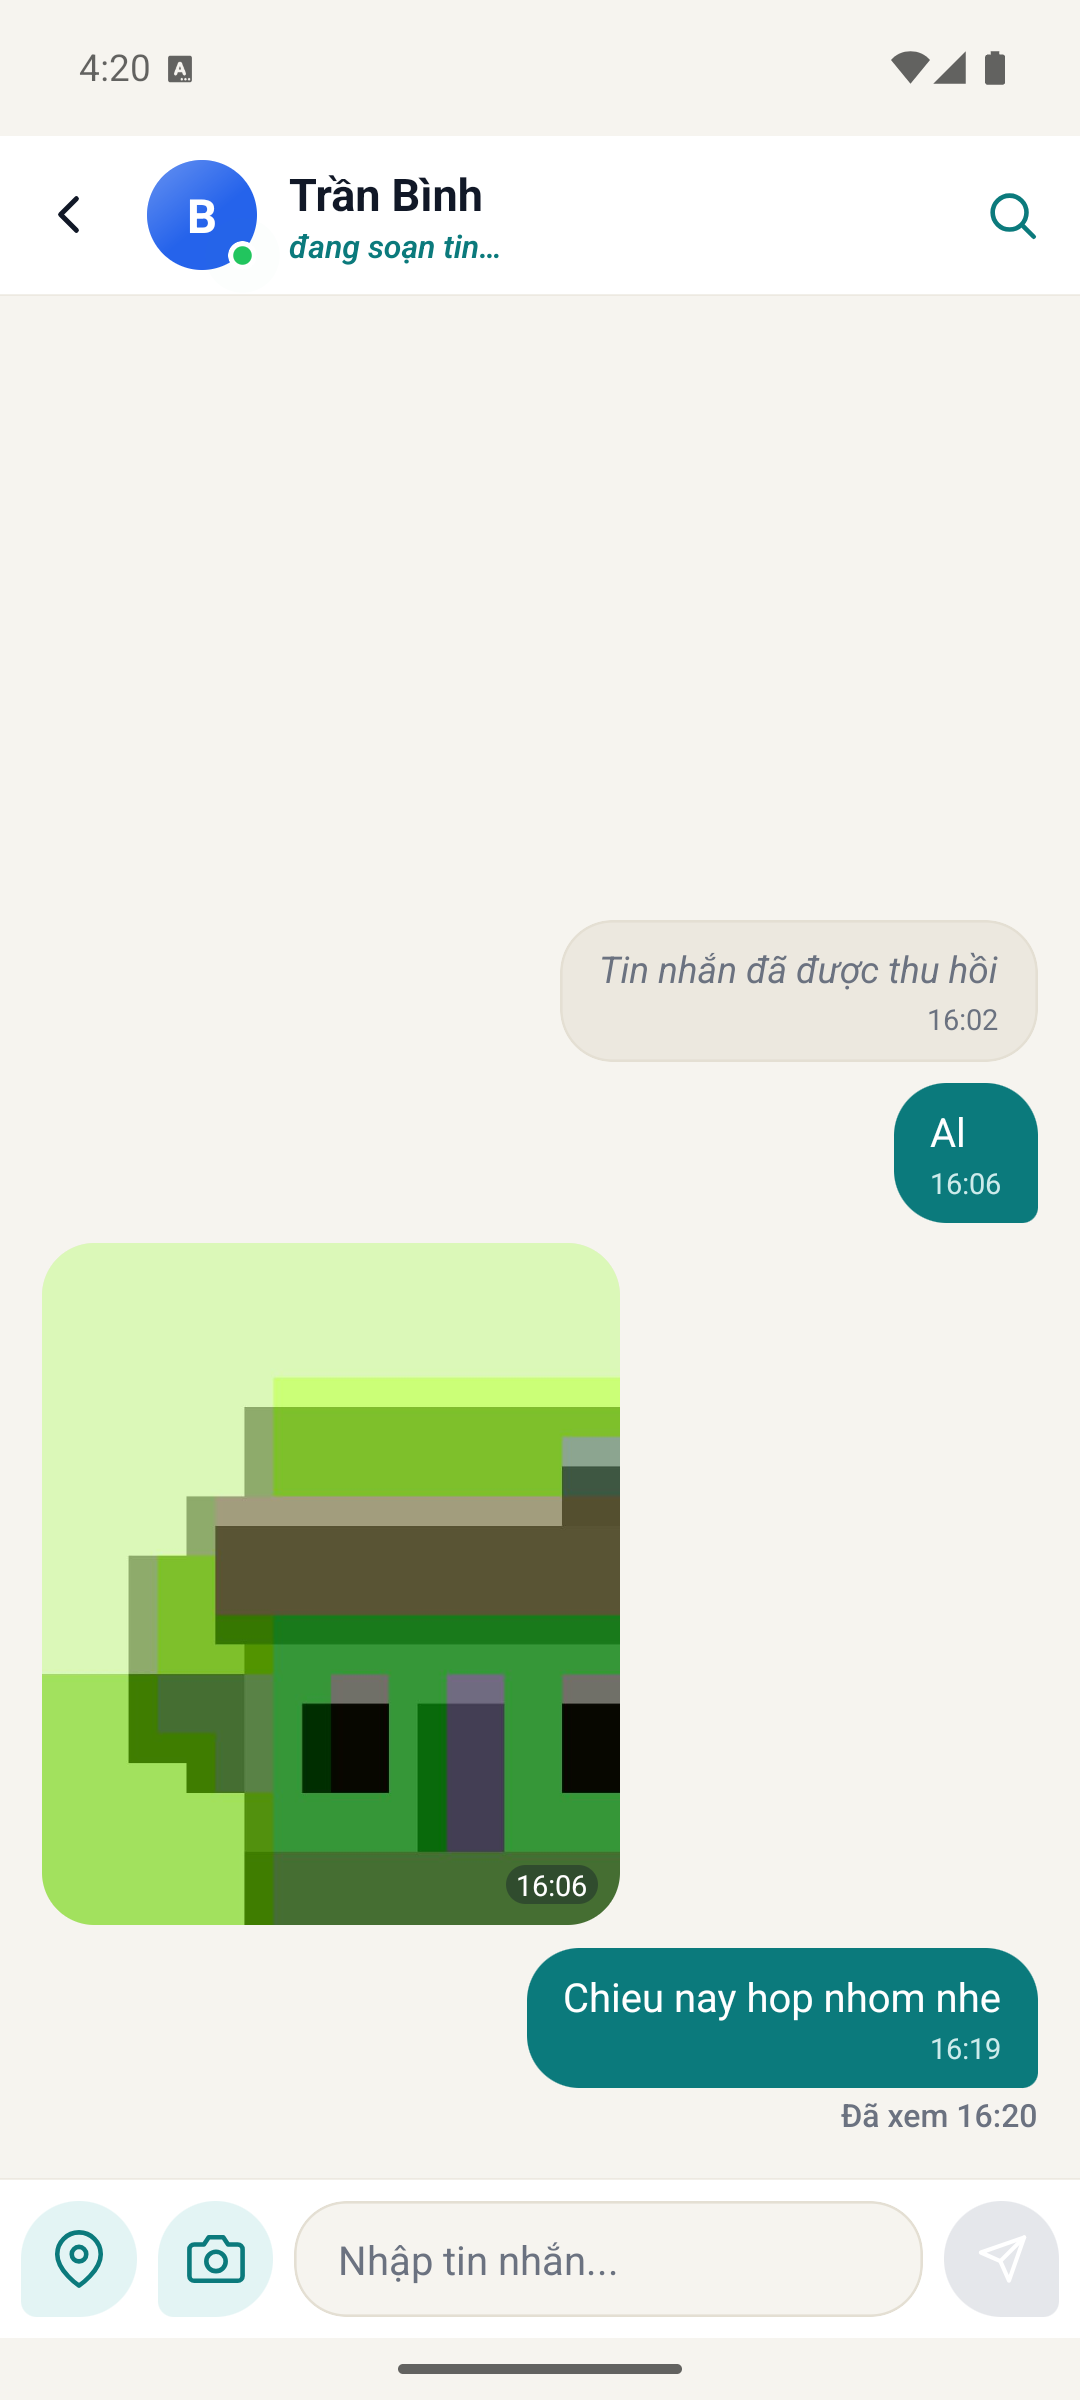 4:20
B
Trần Bình
đang soạn tin...
Tin nhắn đã được thu hồi
16:02
Al
16:06
16:06
Chieu nay hop nhom nhe
16:19
Đã xem 16:20
Nhập tin nhắn...